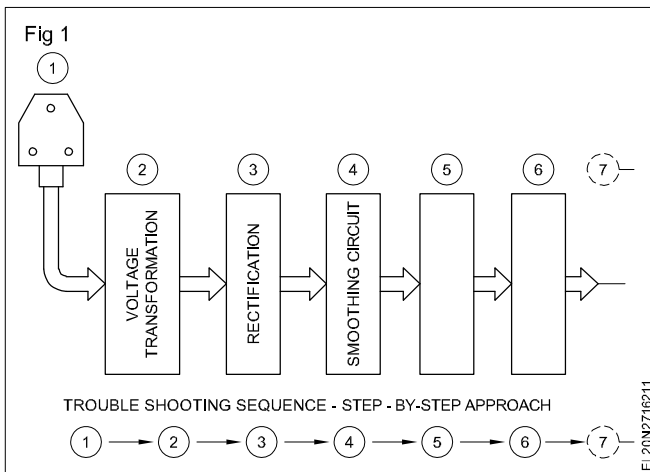 Fig 1
1
2
3
4
5
6
7
VOLTAGE
TRANSFORMATION
RECTIFICATION
SMOOTHING CIRCUIT
TROUBLE SHOOTING SEQUENCE - STEP - BY-STEP APPROACH
1 2 3 4 5 6 7
EL20N2716211